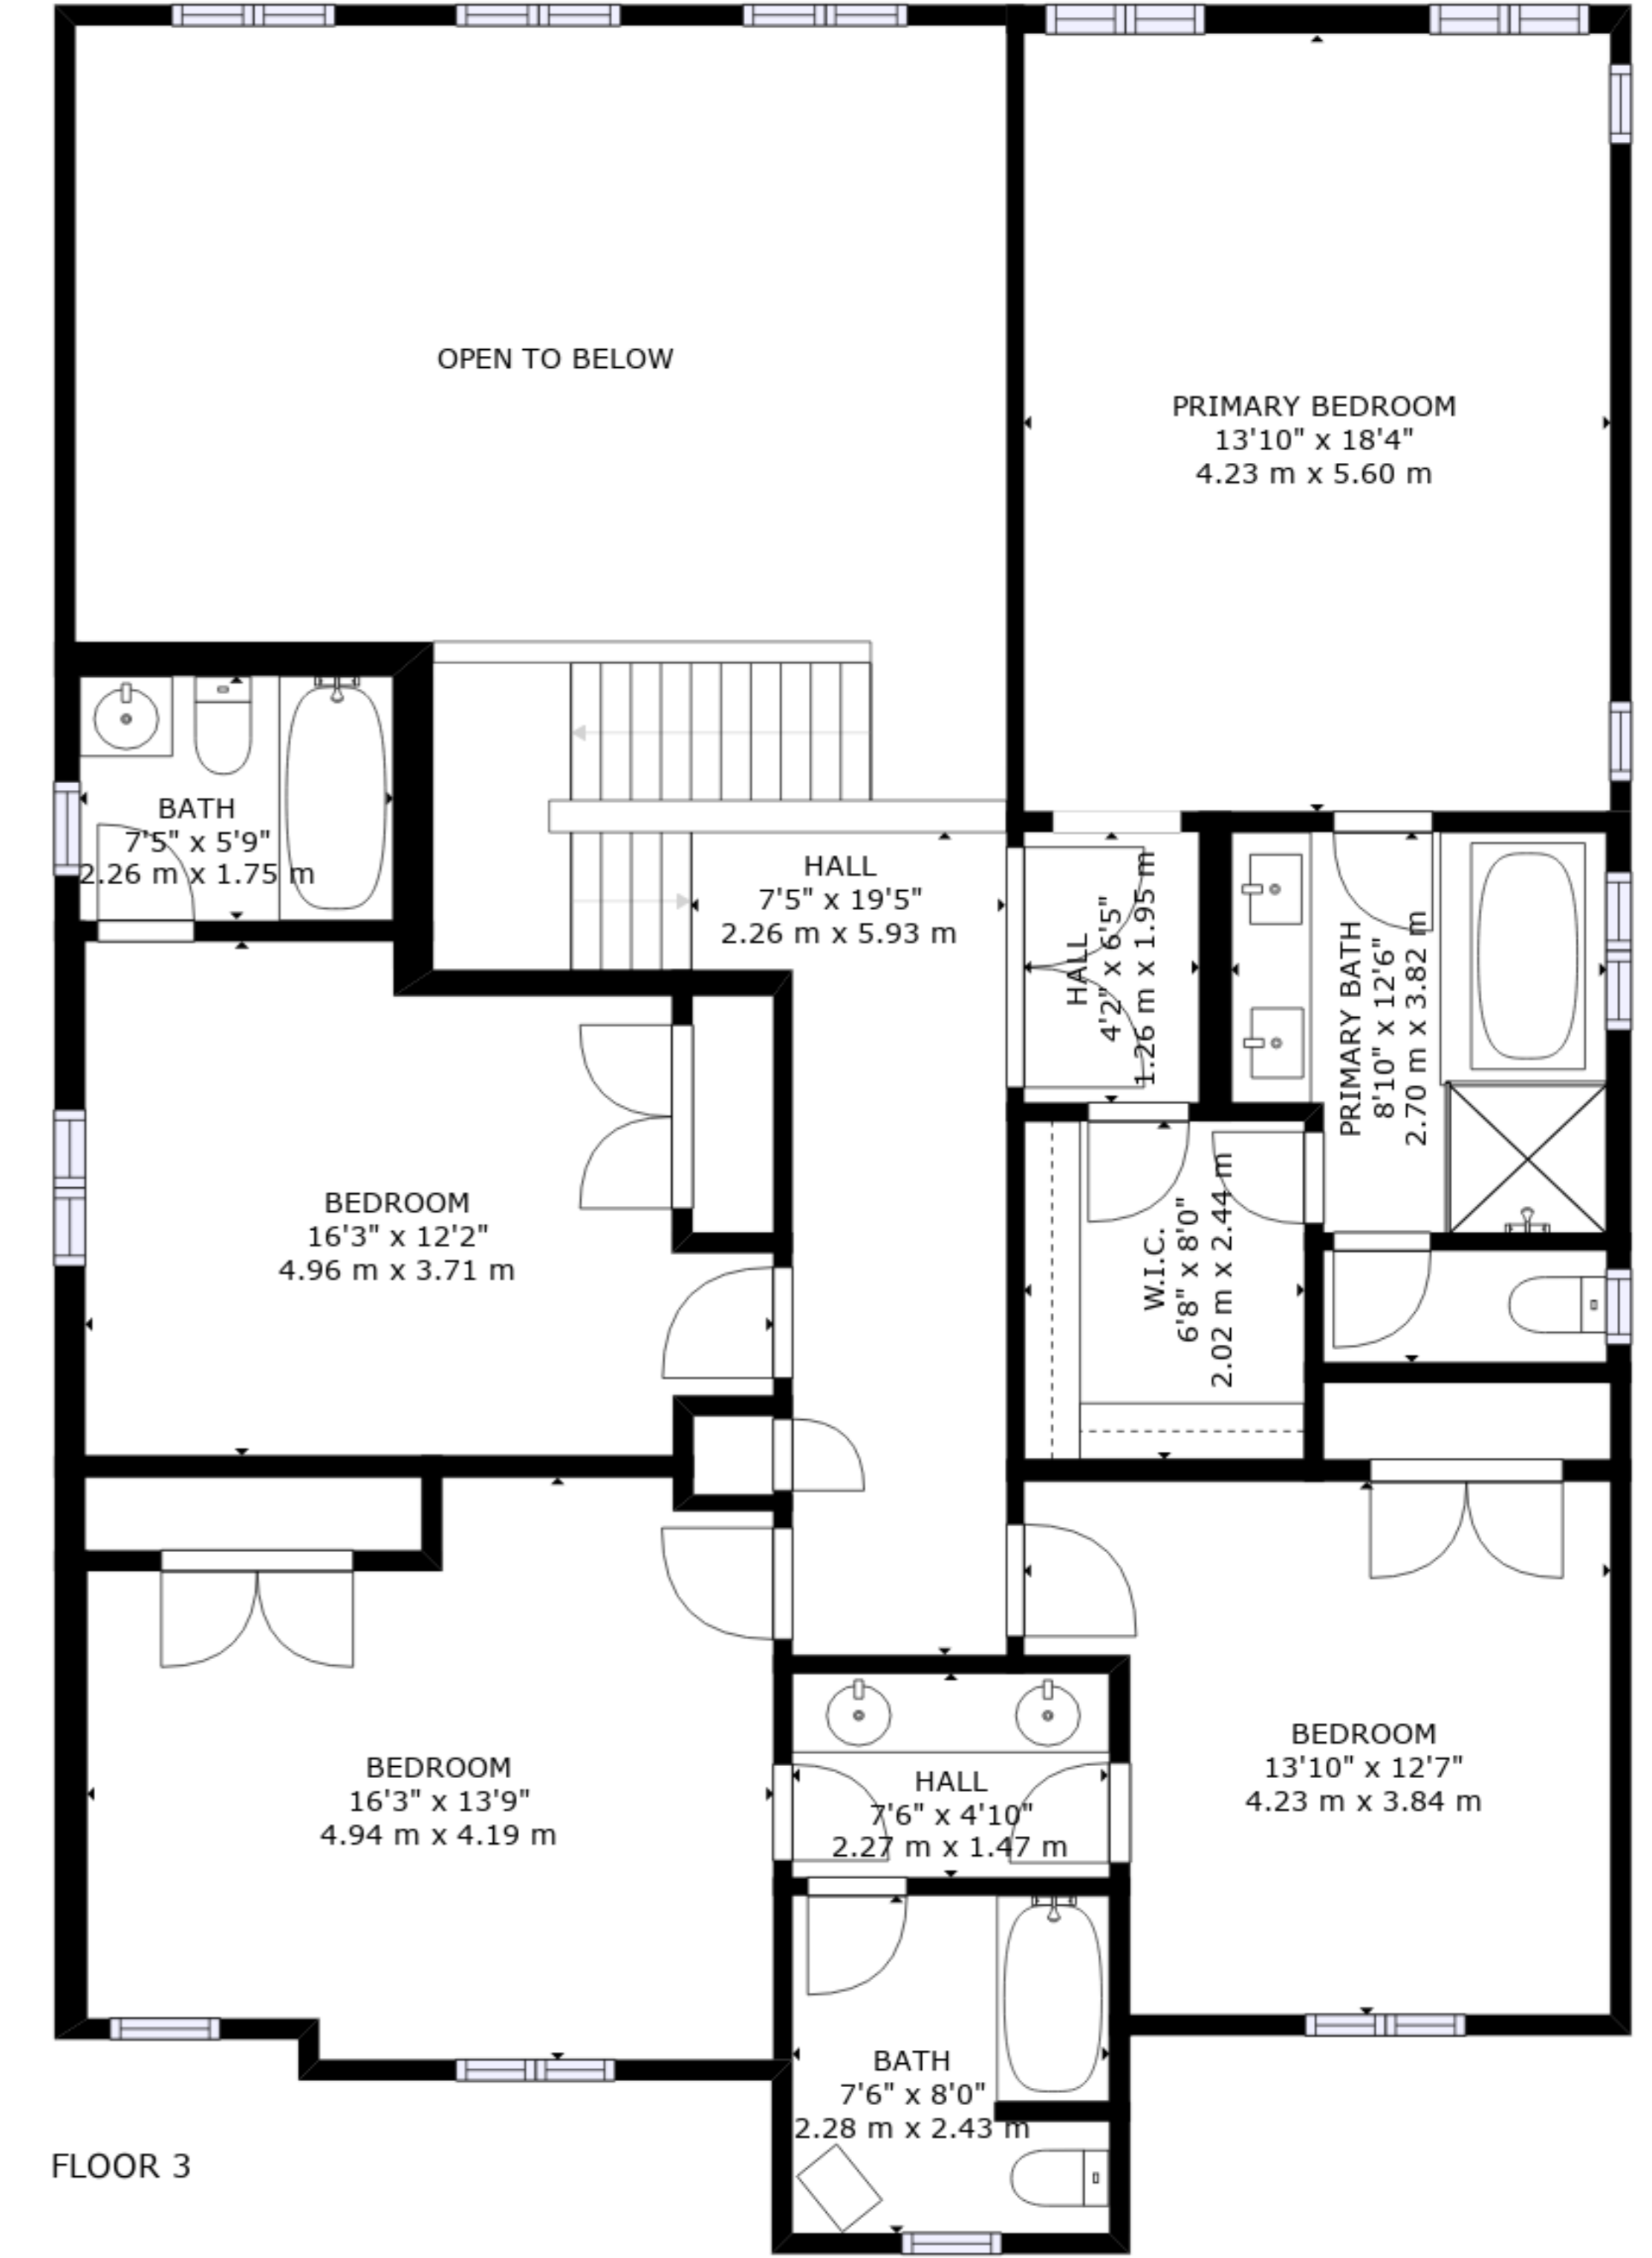 OPEN TO BELOW
PRIMARY BEDROOM
13'10" x 18'4"
4.23 m x 5.60 m
BATH
7'5" x 5'9"
2.26 m x 1.75 m
HALL
7'5" x 19'5"
2.26 m x 5.93 m
HALL
4'2" x 6'5"
1.26 m x 1.95 m
PRIMARY BATH
8'10" x 12'6"
2.70 m x 3.82 m
BEDROOM
16'3" x 12'2"
4.96 m x 3.71 m
W.I.C.
6'8" x 8'0"
2.02 m x 2.44 m
BEDROOM
16'3" x 13'9"
4.94 m x 4.19 m
HALL
7'6" x 4'10"
2.27 m x 1.47 m
BEDROOM
13'10" x 12'7"
4.23 m x 3.84 m
BATH
7'6" x 8'0"
2.28 m x 2.43 m
FLOOR 3